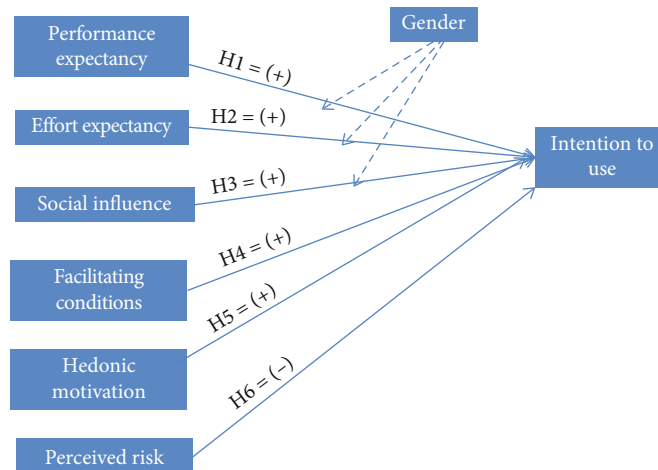 Performance
expectancy
Gender
H1 = (+)
Effort expectancy
H2 = (+)
Intention to
use
Social influence
H3 = (+)
Facilitating
conditions
H4 = (+)
Hedonic
motivation
H5 = (+)
Perceived risk
H6 = (−)